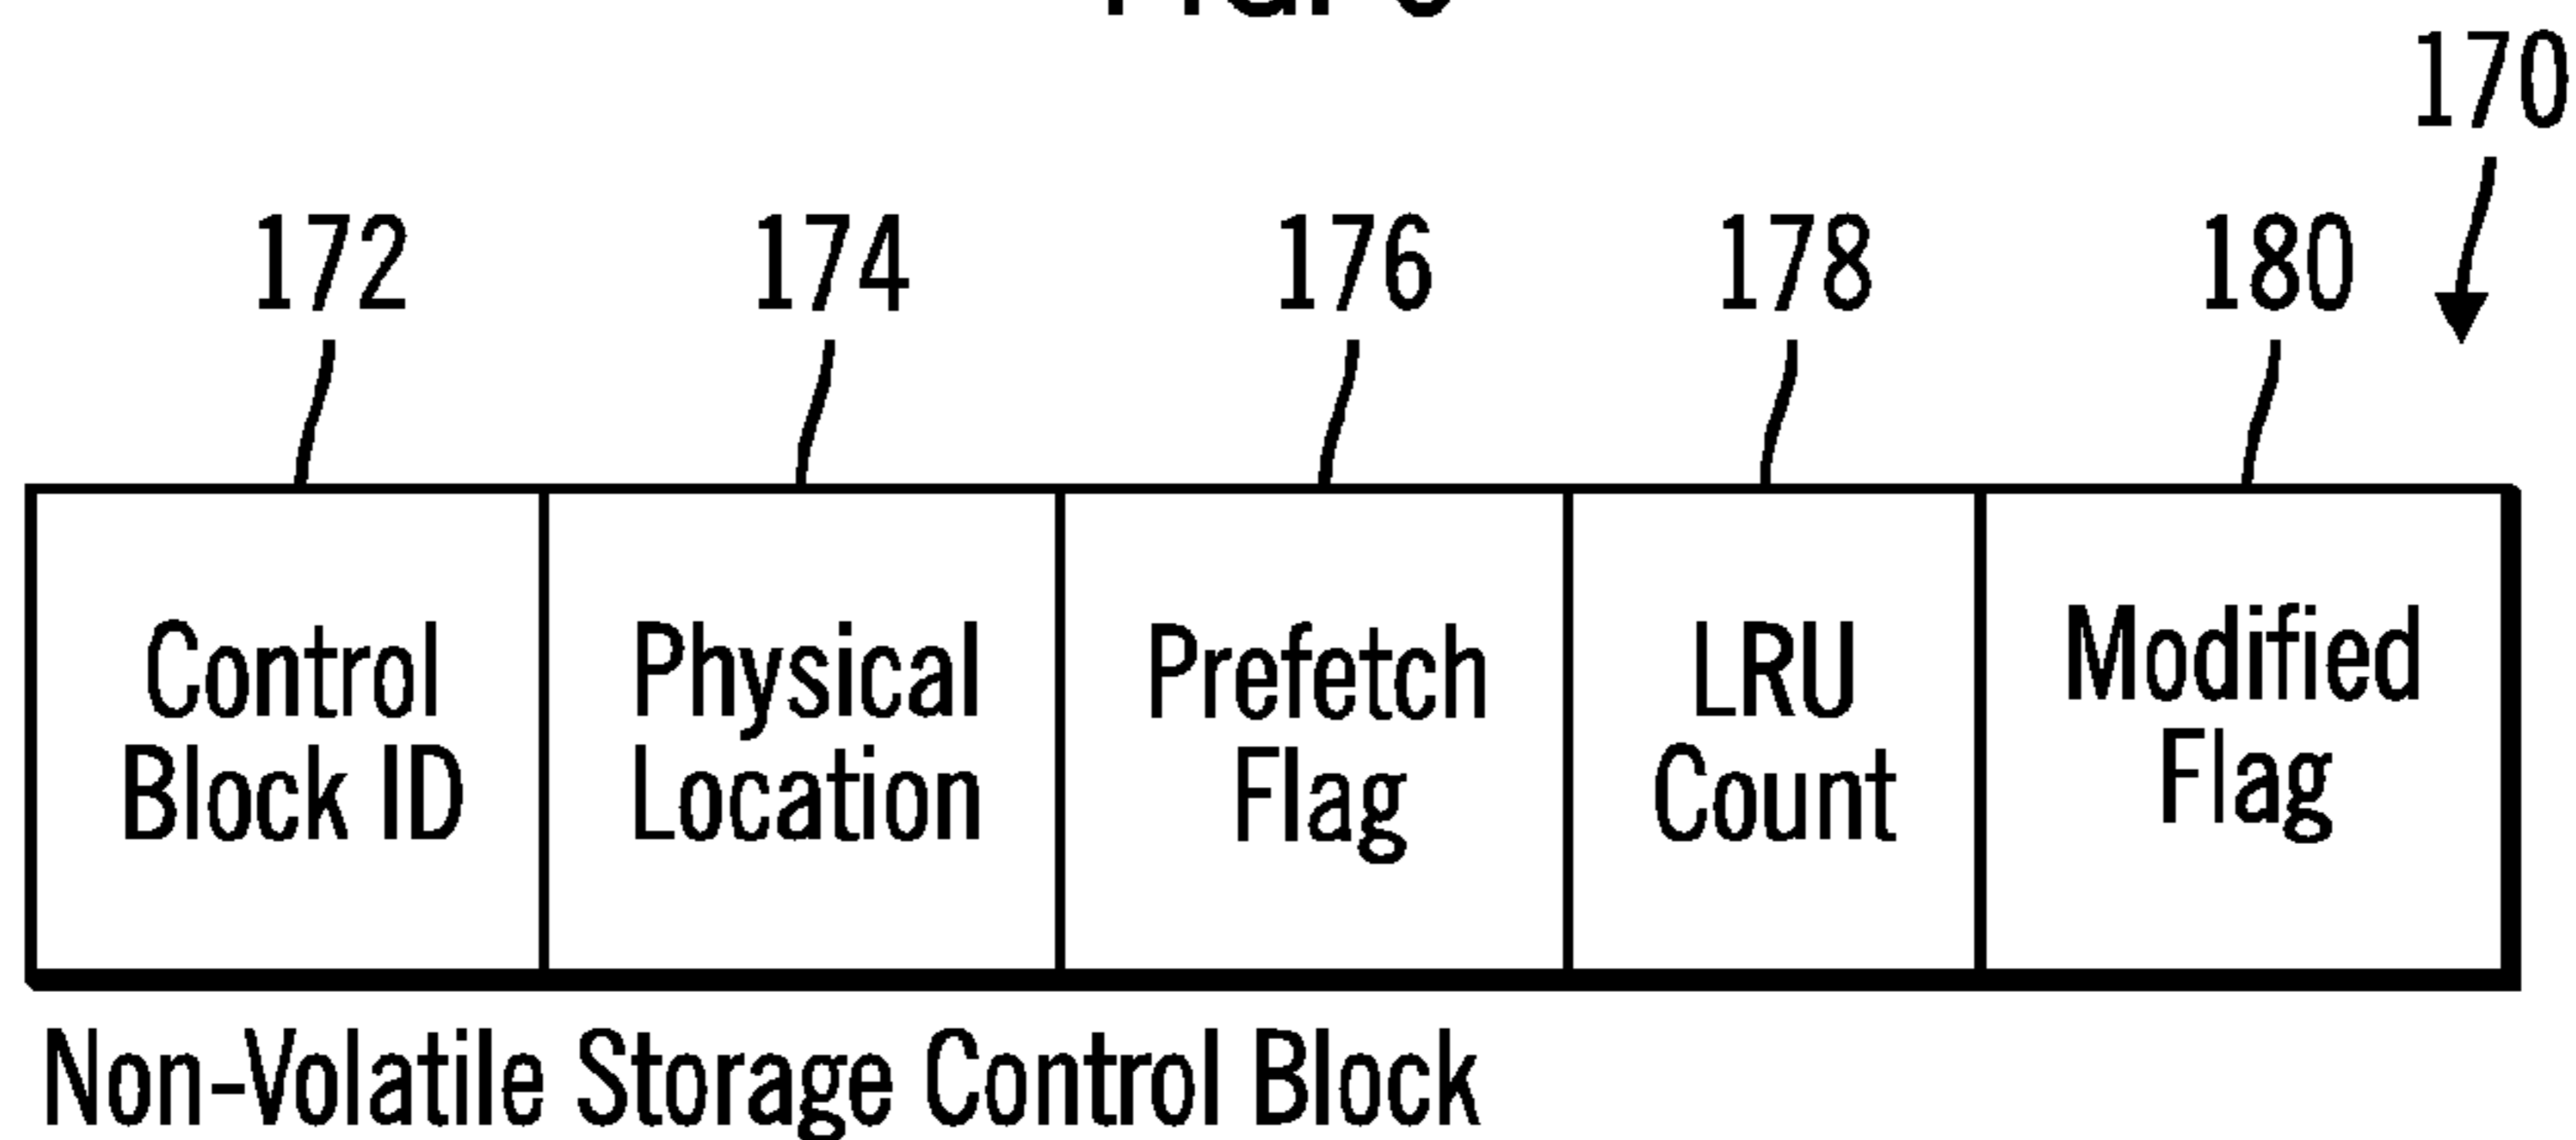 170
172 174 176 178 180
Control Block ID
Physical Location
Prefetch Flag
LRU Count
Modified Flag
Non-Volatile Storage Control Block